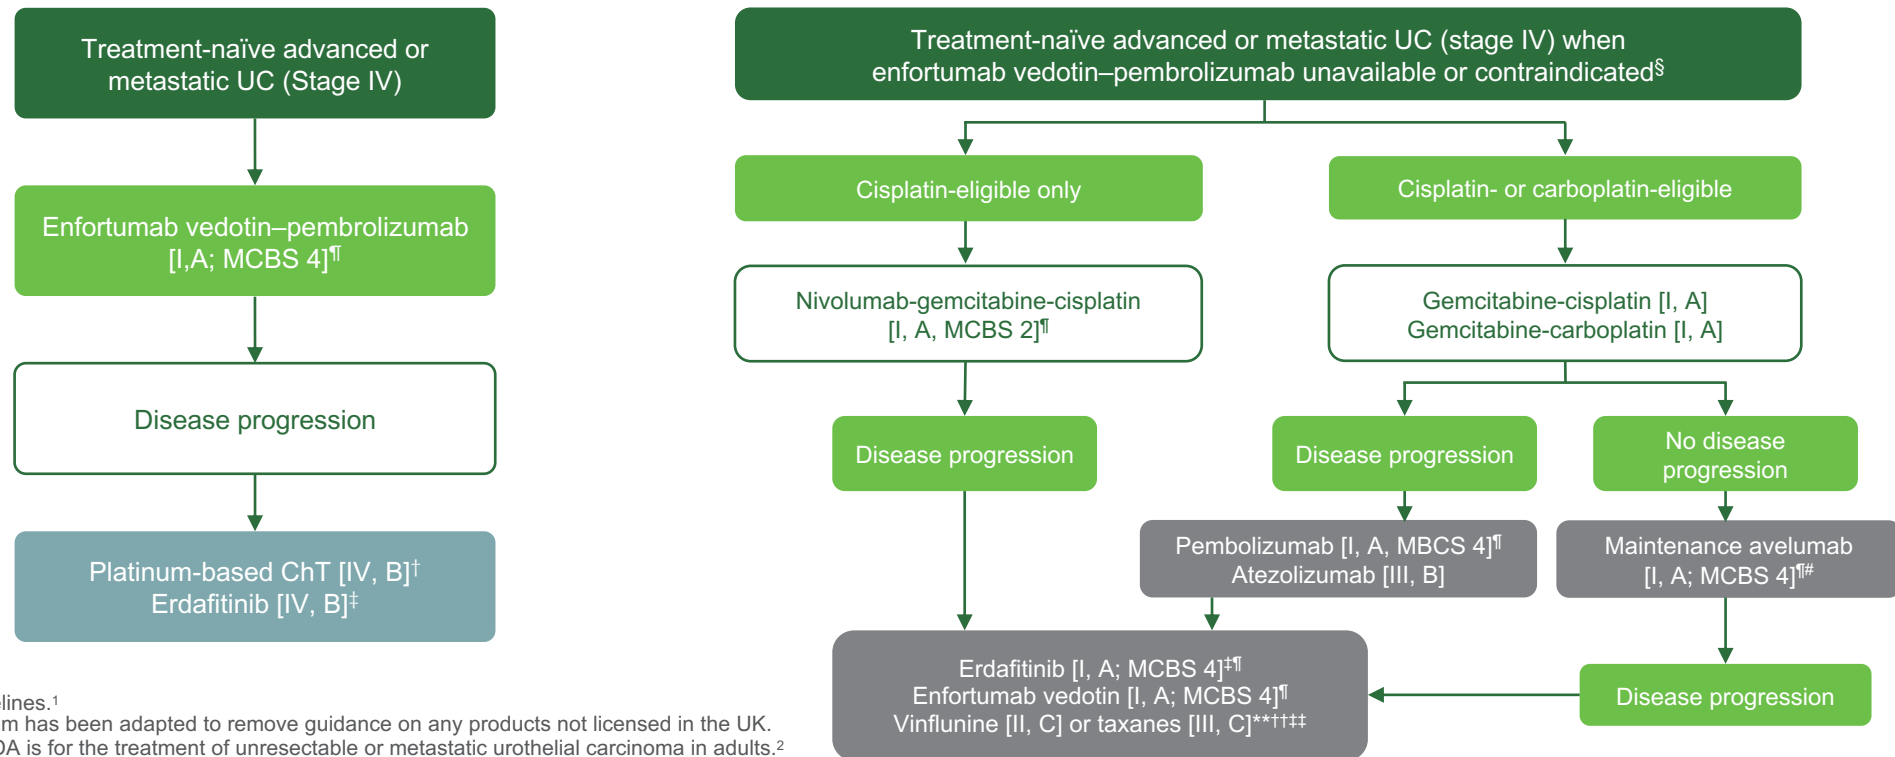 Treatment-naïve advanced or
metastatic UC (Stage IV)
Enfortumab vedotin–pembrolizumab
[I,A; MCBS 4]¶
Disease progression
Platinum-based ChT [IV, B]†
Erdafitinib [IV, B]‡
Treatment-naïve advanced or metastatic UC (stage IV) when
enfortumab vedotin–pembrolizumab unavailable or contraindicated§
Cisplatin-eligible only
Cisplatin- or carboplatin-eligible
Nivolumab-gemcitabine-cisplatin
[I, A, MCBS 2]¶
Gemcitabine-cisplatin [I, A]
Gemcitabine-carboplatin [I, A]
Disease progression
Disease progression
No disease
progression
Pembolizumab [I, A, MBCS 4]¶
Atezolizumab [III, B]
Maintenance avelumab
[I, A; MCBS 4]¶#
Erdafitinib [I, A; MCBS 4]‡¶
Enfortumab vedotin [I, A; MCBS 4]¶
Vinflunine [II, C] or taxanes [III, C]**††‡‡
Disease progression
elines.¹
m has been adapted to remove guidance on any products not licensed in the UK.
DA is for the treatment of unresectable or metastatic urothelial carcinoma in adults.²